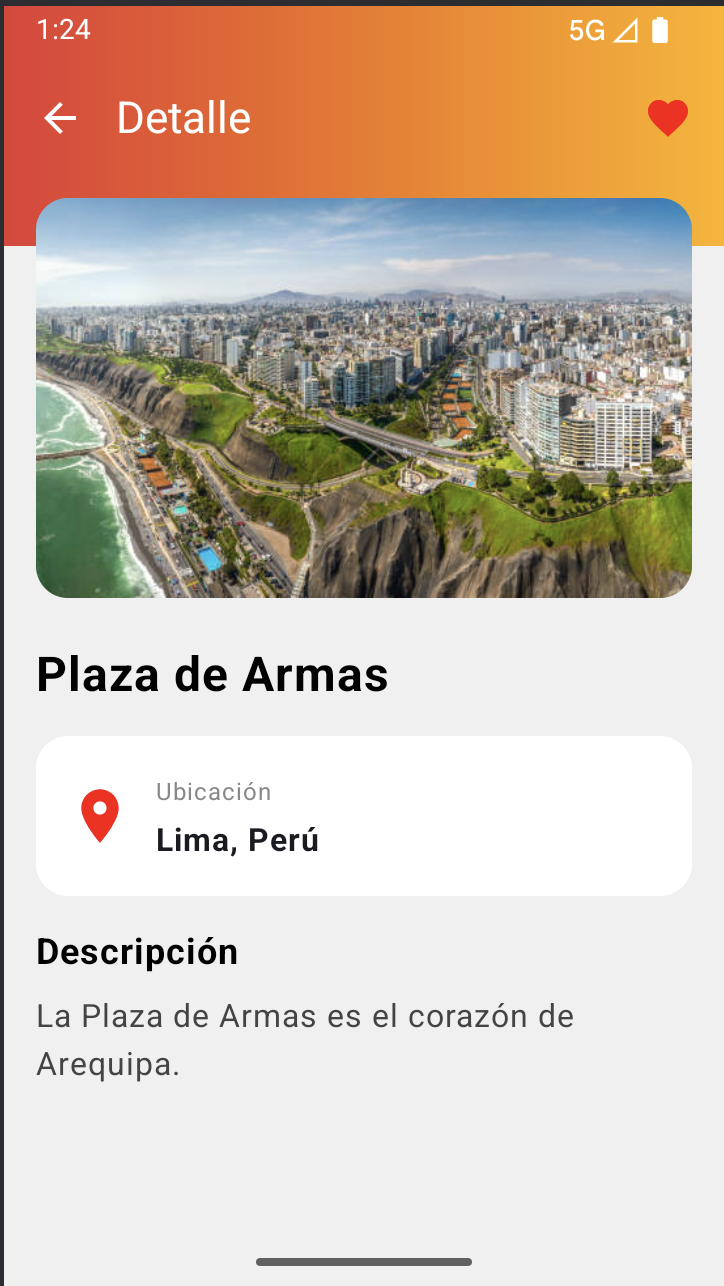 1:24
5G
Detalle
Plaza de Armas
Ubicación
Lima, Perú
Descripción
La Plaza de Armas es el corazón de
Arequipa.